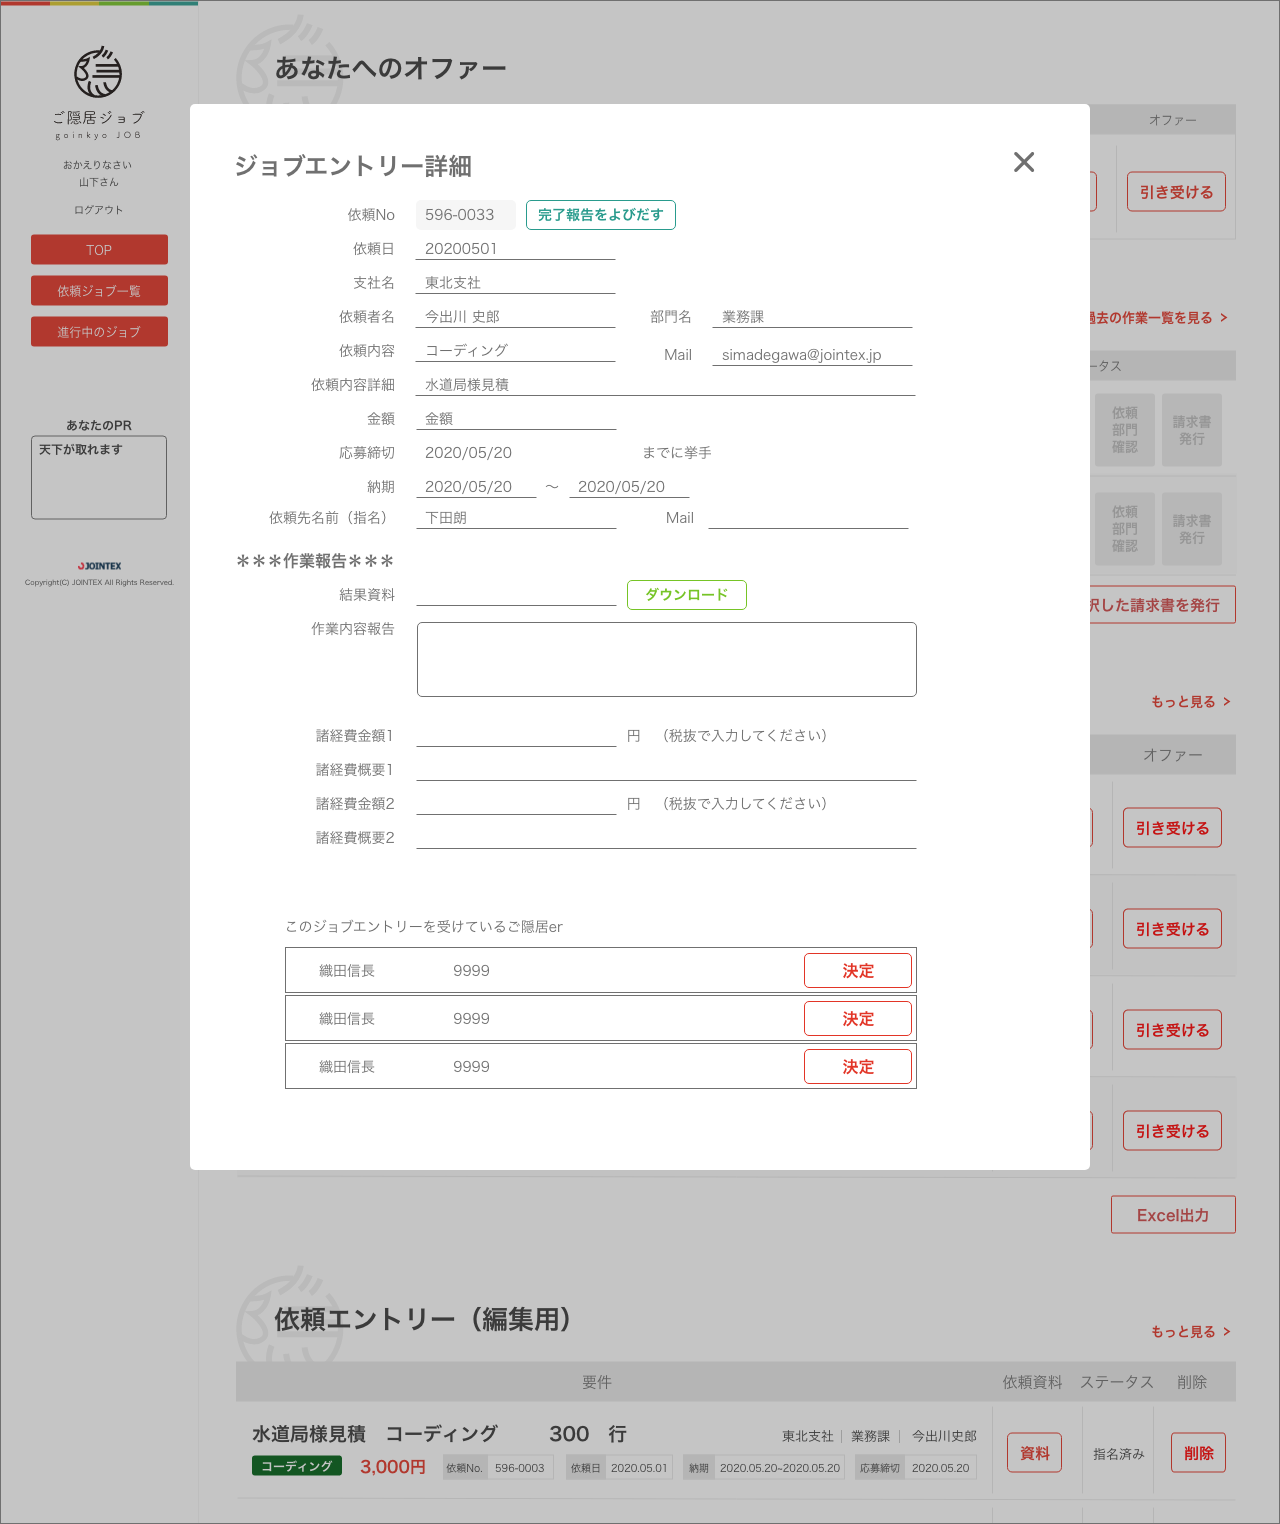 ご隠居ジョブ
goinkyo JOB
おかえりなさい
山下さん
ログアウト
TOP
依頼ジョブ一覧
進行中のジョブ
あなたのPR
天下が取れます
JOINTEX
Copyright(C) JOINTEX All Rights Reserved.
あなたへのオファー
オファー
引き受ける
過去の作業一覧を見る >
ータス
依頼
部門
確認
請求書
発行
依頼
部門
確認
請求書
発行
択した請求書を発行
もっと見る >
オファー
引き受ける
引き受ける
引き受ける
引き受ける
Excel出力
ジョブエントリー詳細
依頼No 596-0033 完了報告をよびだす
依頼日 20200501
支社名 東北支社
依頼者名 今出川 史郎 部門名 業務課
依頼内容 コーディング Mail simadegawa@jointex.jp
依頼内容詳細 水道局様見積
金額 金額
応募締切 2020/05/20 までに挙手
納期 2020/05/20 ～ 2020/05/20
依頼先名前（指名） 下田朗 Mail
＊＊＊作業報告＊＊＊
結果資料 ダウンロード
作業内容報告
諸経費金額1 円 （税抜で入力してください）
諸経費概要1
諸経費金額2 円 （税抜で入力してください）
諸経費概要2
このジョブエントリーを受けているご隠居er
織田信長 9999 決定
織田信長 9999 決定
織田信長 9999 決定
依頼エントリー（編集用）
もっと見る >
要件 依頼資料 ステータス 削除
水道局様見積 コーディング 300 行 東北支社 | 業務課 | 今出川史郎
コーディング 3,000円 依頼No. 596-0003 依頼日 2020.05.01 納期 2020.05.20~2020.05.20 応募締切 2020.05.20
資料 指名済み 削除